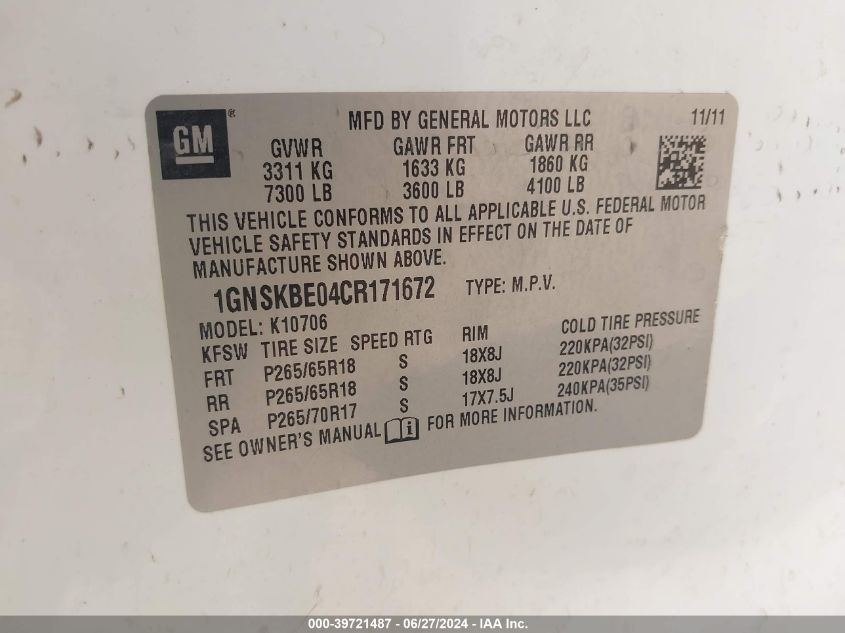 GM®
MFD BY GENERAL MOTORS LLC 11/11
GVWR GAWR FRT GAWR RR
3311 KG 1633 KG 1860 KG
7300 LB 3600 LB 4100 LB
THIS VEHICLE CONFORMS TO ALL APPLICABLE U.S. FEDERAL MOTOR
VEHICLE SAFETY STANDARDS IN EFFECT ON THE DATE OF
MANUFACTURE SHOWN ABOVE.
1GNSKBE04CR171672 TYPE: M.P.V.
MODEL: K10706
KFSW TIRE SIZE SPEED RTG RIM COLD TIRE PRESSURE
FRT P265/65R18 S 18X8J 220KPA(32PSI)
RR P265/65R18 S 18X8J 220KPA(32PSI)
SPA P265/70R17 S 17X7.5J 240KPA(35PSI)
SEE OWNER'S MANUAL FOR MORE INFORMATION.
000-39721487 - 06/27/2024 - IAA Inc.